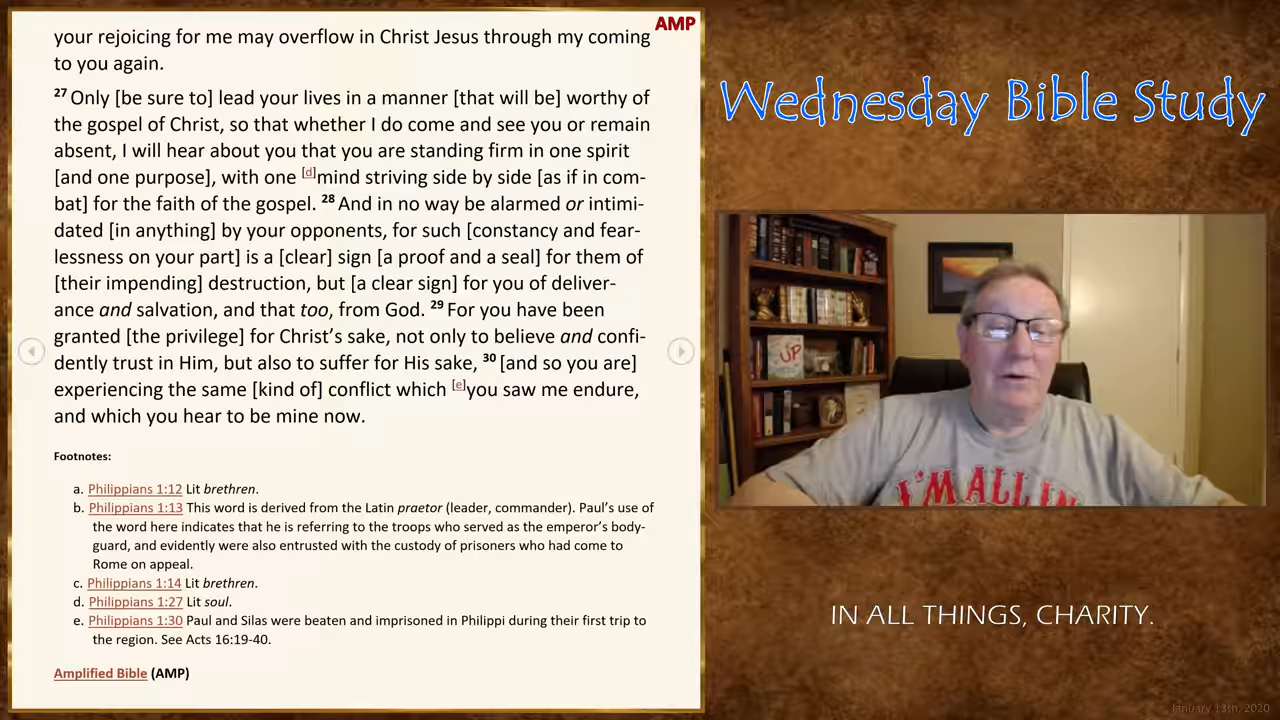 AMP
your rejoicing for me may overflow in Christ Jesus through my coming
to you again.
27 Only [be sure to] lead your lives in a manner [that will be] worthy of
the gospel of Christ, so that whether I do come and see you or remain
absent, I will hear about you that you are standing firm in one spirit
[and one purpose], with one [d]mind striving side by side [as if in com-
bat] for the faith of the gospel. 28 And in no way be alarmed or intimi-
dated [in anything] by your opponents, for such [constancy and fear-
lessness on your part] is a [clear] sign [a proof and a seal] for them of
[their impending] destruction, but [a clear sign] for you of deliver-
ance and salvation, and that too, from God. 29 For you have been
granted [the privilege] for Christ’s sake, not only to believe and confi-
dently trust in Him, but also to suffer for His sake, 30 [and so you are]
experiencing the same [kind of] conflict which [e]you saw me endure,
and which you hear to be mine now.
Footnotes:
a. Philippians 1:12 Lit brethren.
b. Philippians 1:13 This word is derived from the Latin praetor (leader, commander). Paul’s use of
the word here indicates that he is referring to the troops who served as the emperor’s body-
guard, and evidently were also entrusted with the custody of prisoners who had come to
Rome on appeal.
c. Philippians 1:14 Lit brethren.
d. Philippians 1:27 Lit soul.
e. Philippians 1:30 Paul and Silas were beaten and imprisoned in Philippi during their first trip to
the region. See Acts 16:19-40.
Amplified Bible (AMP)
Wednesday Bible Study
UP
I'M ALL IN
IN ALL THINGS, CHARITY.
January 13th, 2020